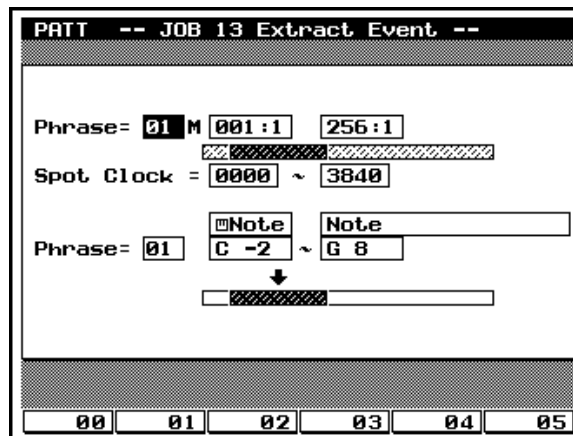 PATT -- JOB 13 Extract Event --
Phrase= 01 M 001:1 256:1
Spot Clock = 0000 ~ 3840
Note Note
Phrase= 01 C -2 ~ G 8
00 01 02 03 04 05